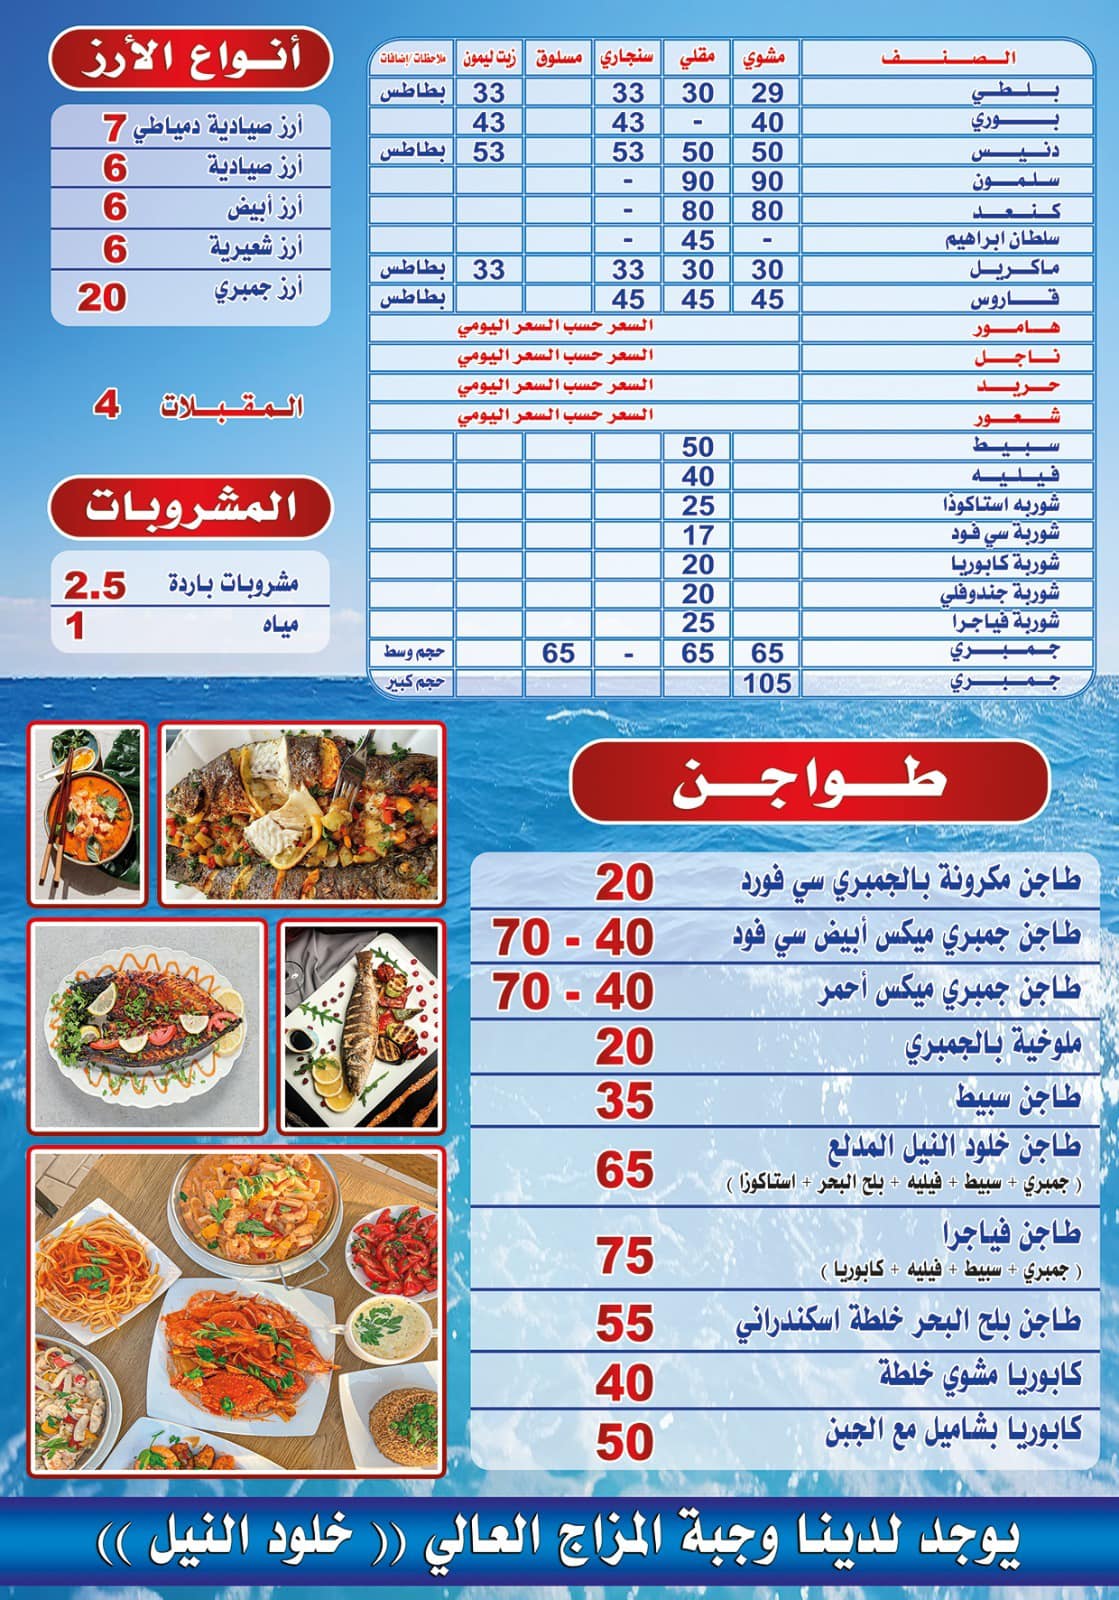 الصنف مشوي مقلي سنجاري مسلوق زيت ليمون ملاحظات/إضافات
بلطي 29 30 33 33 بطاطس
بوري 40 - 43 43
دنيس 50 50 53 53 بطاطس
سلمون 90 90 -
كنعد 80 80 -
سلطان ابراهيم - 45 -
ماكريل 30 30 33 33 بطاطس
قاروس 45 45 45 بطاطس
هامور السعر حسب السعر اليومي
ناجل السعر حسب السعر اليومي
حريد السعر حسب السعر اليومي
شعور السعر حسب السعر اليومي
سبيط 50
فيليه 40
شوربه استاكوذا 25
شوربة سي فود 17
شوربة كابوريا 20
شوربة جندوفلي 20
شوربة فياجرا 25
جمبري 65 65 - 65 حجم وسط
جمبري 105 حجم كبير
أنواع الأرز
أرز صيادية دمياطي 7
أرز صيادية 6
أرز أبيض 6
أرز شعيرية 6
أرز جمبري 20
المقبلات 4
المشروبات
مشروبات باردة 2.5
مياه 1
طواجن
طاجن مكرونة بالجمبري سي فورد 20
طاجن جمبري ميكس أبيض سي فود 40 - 70
طاجن جمبري ميكس أحمر 40 - 70
ملوخية بالجمبري 20
طاجن سبيط 35
طاجن خلود النيل المدلع 65
( جمبري + سبيط + فيليه + بلح البحر + استاكوزا )
طاجن فياجرا 75
( جمبري + سبيط + فيليه + كابوريا )
طاجن بلح البحر خلطة اسكندراني 55
كابوريا مشوي خلطة 40
كابوريا بشاميل مع الجبن 50
يوجد لدينا وجبة المزاج العالي (( خلود النيل ))